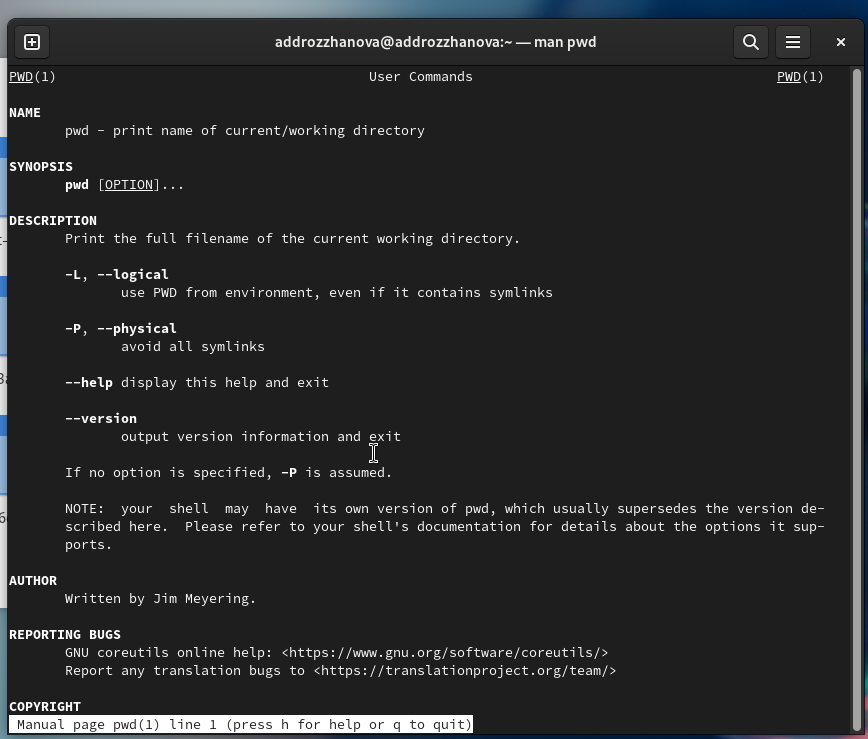 addrozzhanova@addrozzhanova:~ — man pwd
PWD(1) User Commands PWD(1)
NAME
pwd - print name of current/working directory
SYNOPSIS
pwd [OPTION]...
DESCRIPTION
Print the full filename of the current working directory.
-L, --logical
use PWD from environment, even if it contains symlinks
-P, --physical
avoid all symlinks
--help display this help and exit
--version
output version information and exit
If no option is specified, -P is assumed.
NOTE:  your  shell  may  have  its own version of pwd, which usually supersedes the version de-
scribed here.  Please refer to your shell's documentation for details about the options it sup-
ports.
AUTHOR
Written by Jim Meyering.
REPORTING BUGS
GNU coreutils online help: <https://www.gnu.org/software/coreutils/>
Report any translation bugs to <https://translationproject.org/team/>
COPYRIGHT
Manual page pwd(1) line 1 (press h for help or q to quit)